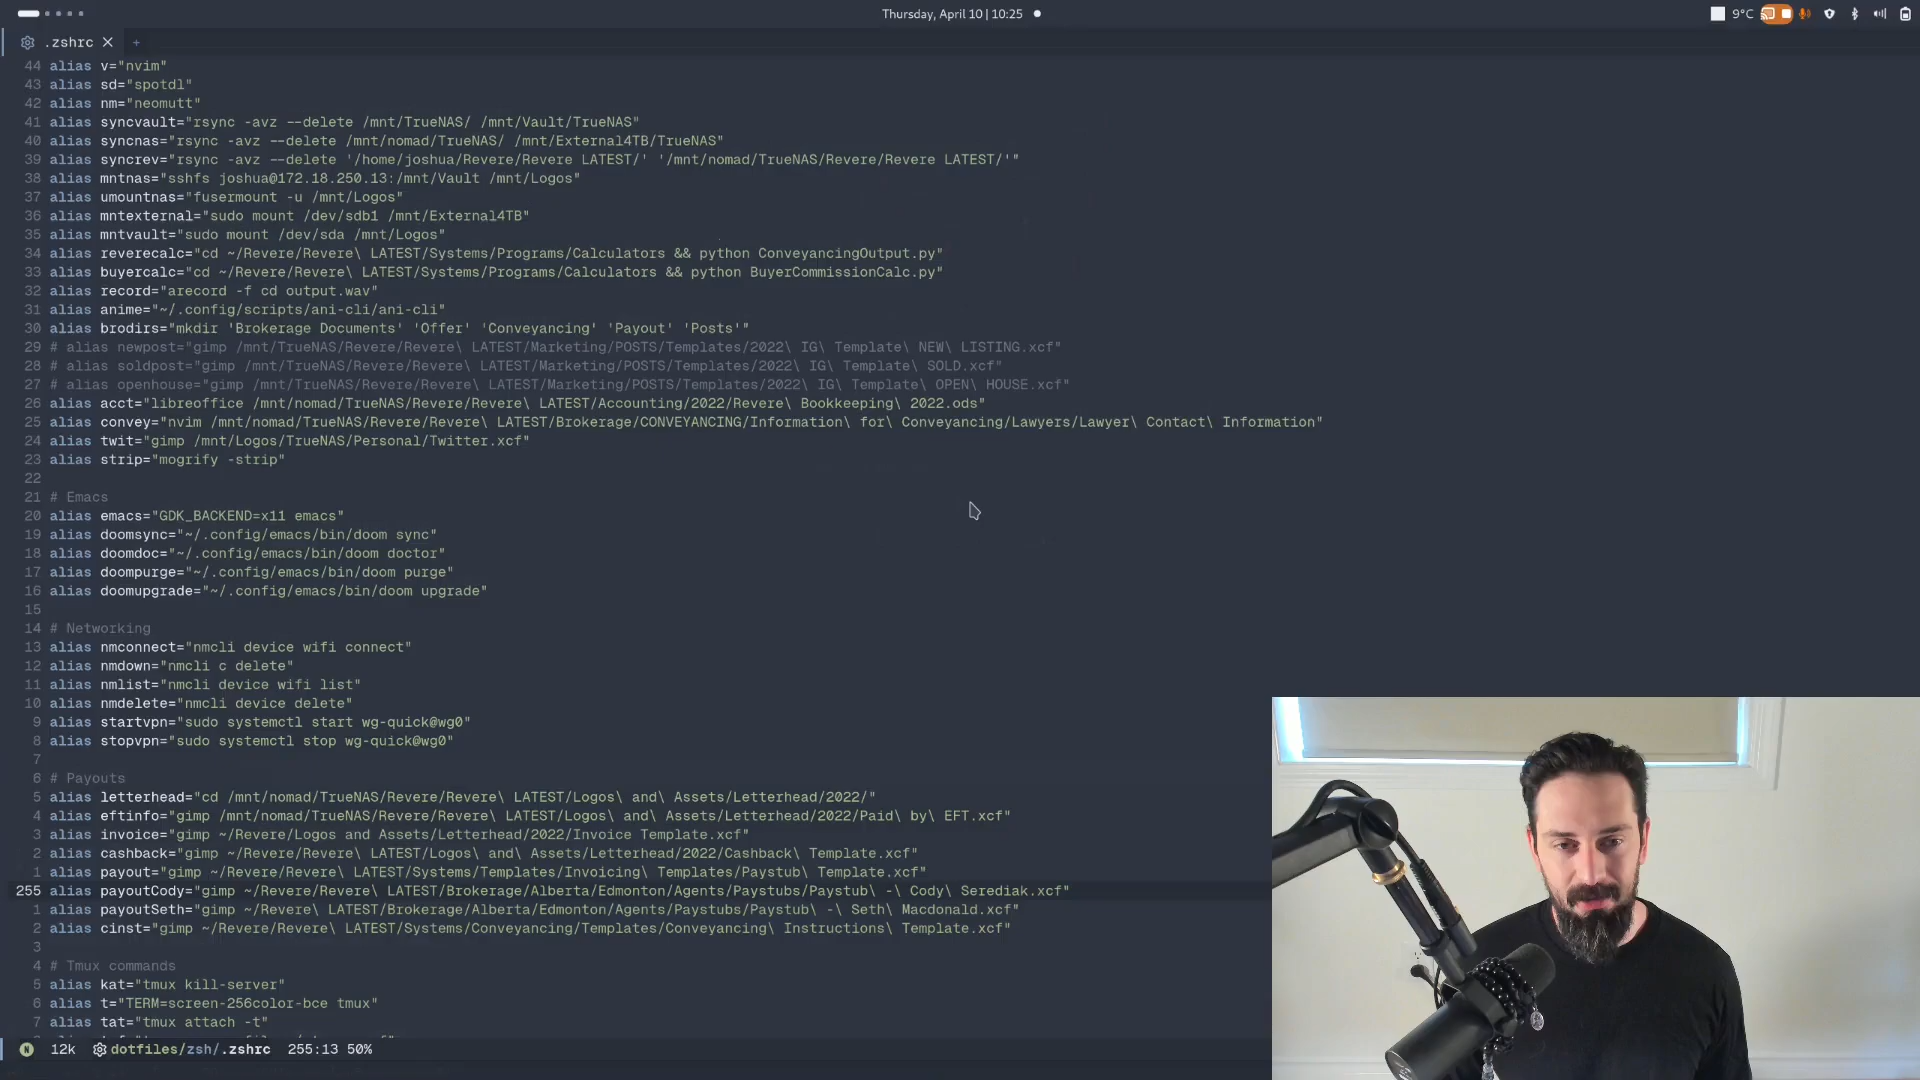 Thursday, April 10 | 10:25
9°C
.zshrc
44 alias v="nvim"
43 alias sd="spotdl"
42 alias nm="neomutt"
41 alias syncvault="rsync -avz --delete /mnt/TrueNAS/ /mnt/Vault/TrueNAS"
40 alias syncnas="rsync -avz --delete /mnt/nomad/TrueNAS/ /mnt/External4TB/TrueNAS"
39 alias syncrev="rsync -avz --delete '/home/joshua/Revere/Revere LATEST/' '/mnt/nomad/TrueNAS/Revere/Revere LATEST/'"
38 alias mntnas="sshfs joshua@172.18.250.13:/mnt/Vault /mnt/Logos"
37 alias umountnas="fusermount -u /mnt/Logos"
36 alias mntexternal="sudo mount /dev/sdb1 /mnt/External4TB"
35 alias mntvault="sudo mount /dev/sda /mnt/Logos"
34 alias reverecalc="cd ~/Revere/Revere\ LATEST/Systems/Programs/Calculators && python ConveyancingOutput.py"
33 alias buyercalc="cd ~/Revere/Revere\ LATEST/Systems/Programs/Calculators && python BuyerCommissionCalc.py"
32 alias record="arecord -f cd output.wav"
31 alias anime="~/.config/scripts/ani-cli/ani-cli"
30 alias brodirs="mkdir 'Brokerage Documents' 'Offer' 'Conveyancing' 'Payout' 'Posts'"
29 # alias newpost="gimp /mnt/TrueNAS/Revere/Revere\ LATEST/Marketing/POSTS/Templates/2022\ IG\ Template\ NEW\ LISTING.xcf"
28 # alias soldpost="gimp /mnt/TrueNAS/Revere/Revere\ LATEST/Marketing/POSTS/Templates/2022\ IG\ Template\ SOLD.xcf"
27 # alias openhouse="gimp /mnt/TrueNAS/Revere/Revere\ LATEST/Marketing/POSTS/Templates/2022\ IG\ Template\ OPEN\ HOUSE.xcf"
26 alias acct="libreoffice /mnt/nomad/TrueNAS/Revere/Revere\ LATEST/Accounting/2022/Revere\ Bookkeeping\ 2022.ods"
25 alias convey="nvim /mnt/nomad/TrueNAS/Revere/Revere\ LATEST/Brokerage/CONVEYANCING/Information\ for\ Conveyancing/Lawyers/Lawyer\ Contact\ Information"
24 alias twit="gimp /mnt/Logos/TrueNAS/Personal/Twitter.xcf"
23 alias strip="mogrify -strip"
22
21 # Emacs
20 alias emacs="GDK_BACKEND=x11 emacs"
19 alias doomsync="~/.config/emacs/bin/doom sync"
18 alias doomdoc="~/.config/emacs/bin/doom doctor"
17 alias doompurge="~/.config/emacs/bin/doom purge"
16 alias doomupgrade="~/.config/emacs/bin/doom upgrade"
15
14 # Networking
13 alias nmconnect="nmcli device wifi connect"
12 alias nmdown="nmcli c delete"
11 alias nmlist="nmcli device wifi list"
10 alias nmdelete="nmcli device delete"
9 alias startvpn="sudo systemctl start wg-quick@wg0"
8 alias stopvpn="sudo systemctl stop wg-quick@wg0"
7
6 # Payouts
5 alias letterhead="cd /mnt/nomad/TrueNAS/Revere/Revere\ LATEST/Logos\ and\ Assets/Letterhead/2022/"
4 alias eftinfo="gimp /mnt/nomad/TrueNAS/Revere/Revere\ LATEST/Logos\ and\ Assets/Letterhead/2022/Paid\ by\ EFT.xcf"
3 alias invoice="gimp ~/Revere/Logos and Assets/Letterhead/2022/Invoice Template.xcf"
2 alias cashback="gimp ~/Revere/Revere\ LATEST/Logos\ and\ Assets/Letterhead/2022/Cashback\ Template.xcf"
1 alias payout="gimp ~/Revere/Revere\ LATEST/Systems/Templates/Invoicing\ Templates/Paystub\ Template.xcf"
255 alias payoutCody="gimp ~/Revere/Revere\ LATEST/Brokerage/Alberta/Edmonton/Agents/Paystubs/Paystub\ -\ Cody\ Serediak.xcf"
1 alias payoutSeth="gimp ~/Revere\ LATEST/Brokerage/Alberta/Edmonton/Agents/Paystubs/Paystub\ -\ Seth\ Macdonald.xcf"
2 alias cinst="gimp ~/Revere/Revere\ LATEST/Systems/Conveyancing/Templates/Conveyancing\ Instructions\ Template.xcf"
3
4 # Tmux commands
5 alias kat="tmux kill-server"
6 alias t="TERM=screen-256color-bce tmux"
7 alias tat="tmux attach -t"
N 12k dotfiles/zsh/.zshrc 255:13 50%